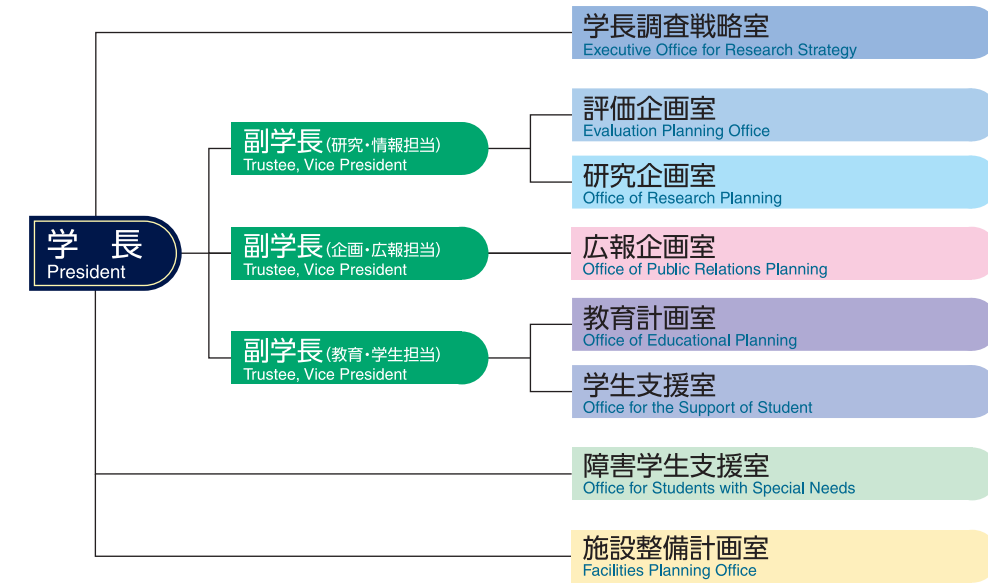 学長調査戦略室
Executive Office for Research Strategy
評価企画室
Evaluation Planning Office
副学長(研究・情報担当)
Trustee, Vice President
研究企画室
Office of Research Planning
学 長
President
副学長(企画・広報担当)
Trustee, Vice President
広報企画室
Office of Public Relations Planning
教育計画室
Office of Educational Planning
副学長(教育・学生担当)
Trustee, Vice President
学生支援室
Office for the Support of Student
障害学生支援室
Office for Students with Special Needs
施設整備計画室
Facilities Planning Office